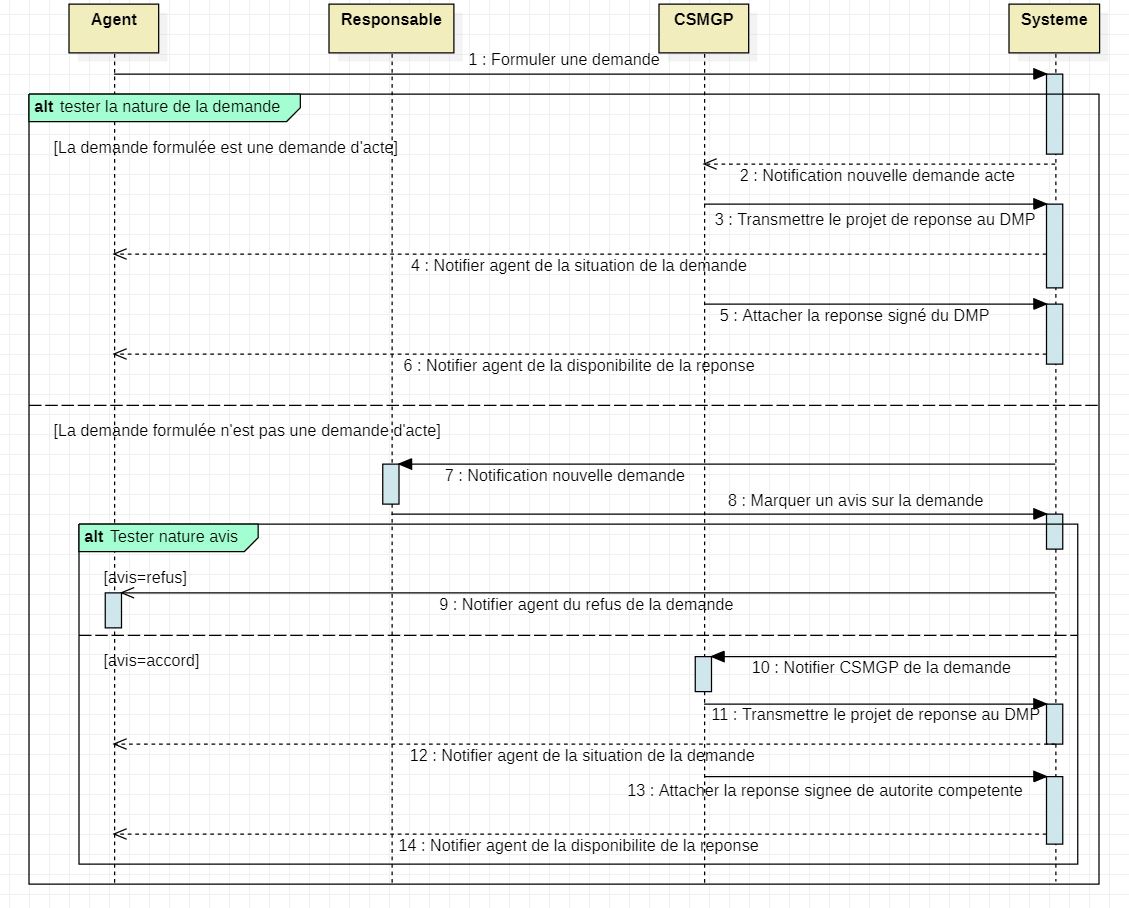 Agent
Responsable
CSMGP
Systeme
1 : Formuler une demande
alt tester la nature de la demande
[La demande formulée est une demande d'acte]
2 : Notification nouvelle demande acte
3 : Transmettre le projet de reponse au DMP
4 : Notifier agent de la situation de la demande
5 : Attacher la reponse signé du DMP
6 : Notifier agent de la disponibilite de la reponse
[La demande formulée n'est pas une demande d'acte]
7 : Notification nouvelle demande
8 : Marquer un avis sur la demande
alt Tester nature avis
[avis=refus]
9 : Notifier agent du refus de la demande
[avis=accord]
10 : Notifier CSMGP de la demande
11 : Transmettre le projet de reponse au DMP
12 : Notifier agent de la situation de la demande
13 : Attacher la reponse signee de autorite competente
14 : Notifier agent de la disponibilite de la reponse